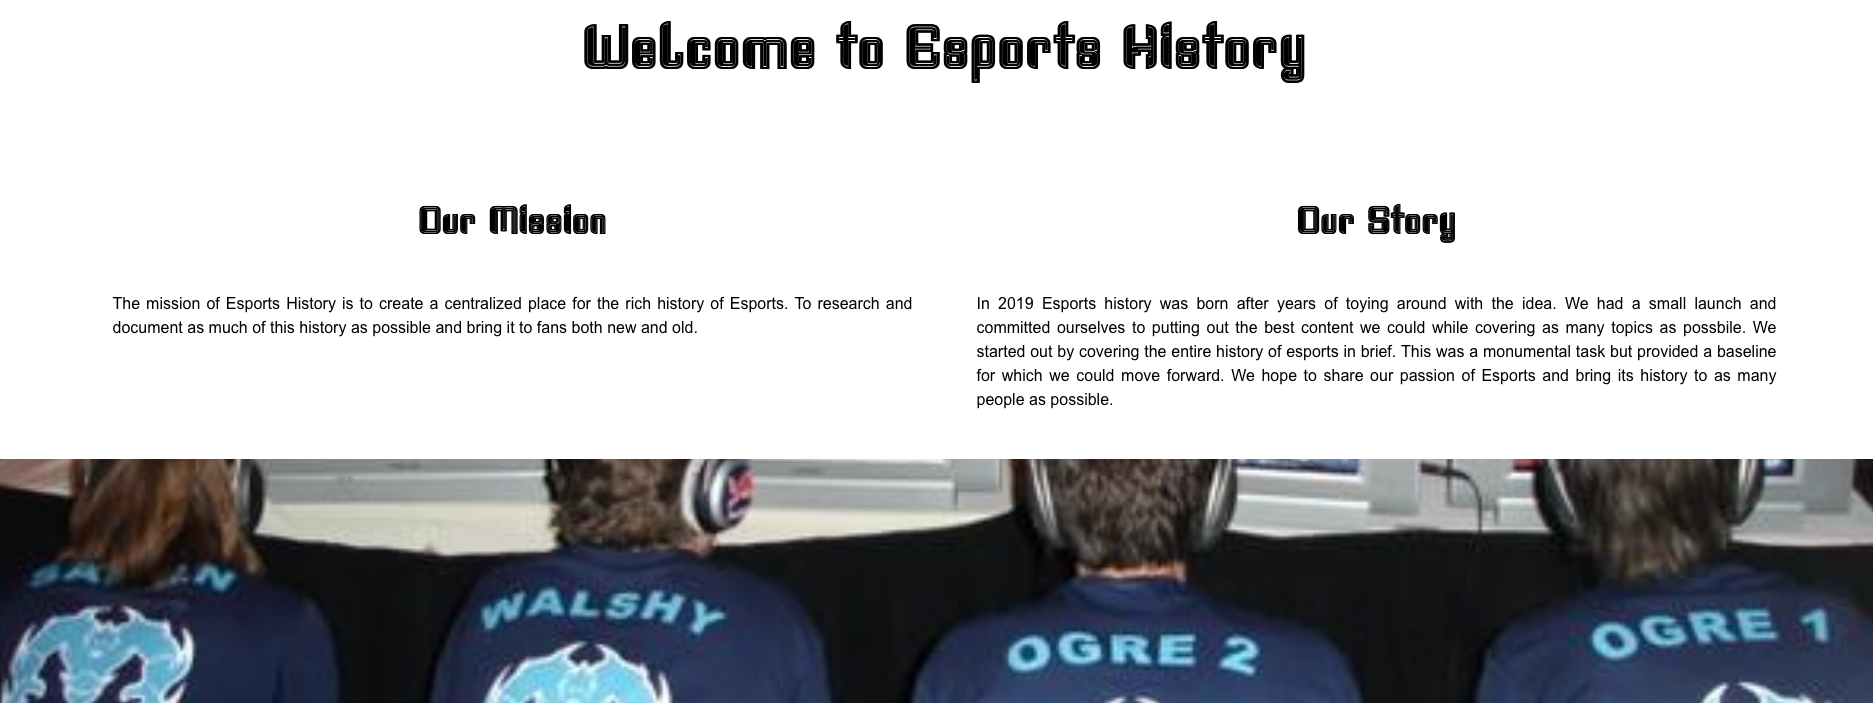 Welcome to Esports History
Our Mission
The mission of Esports History is to create a centralized place for the rich history of Esports. To research and
document as much of this history as possible and bring it to fans both new and old.
Our Story
In 2019 Esports history was born after years of toying around with the idea. We had a small launch and
committed ourselves to putting out the best content we could while covering as many topics as possbile. We
started out by covering the entire history of esports in brief. This was a monumental task but provided a baseline
for which we could move forward. We hope to share our passion of Esports and bring its history to as many
people as possible.
WALSHY
OGRE 2
OGRE 1